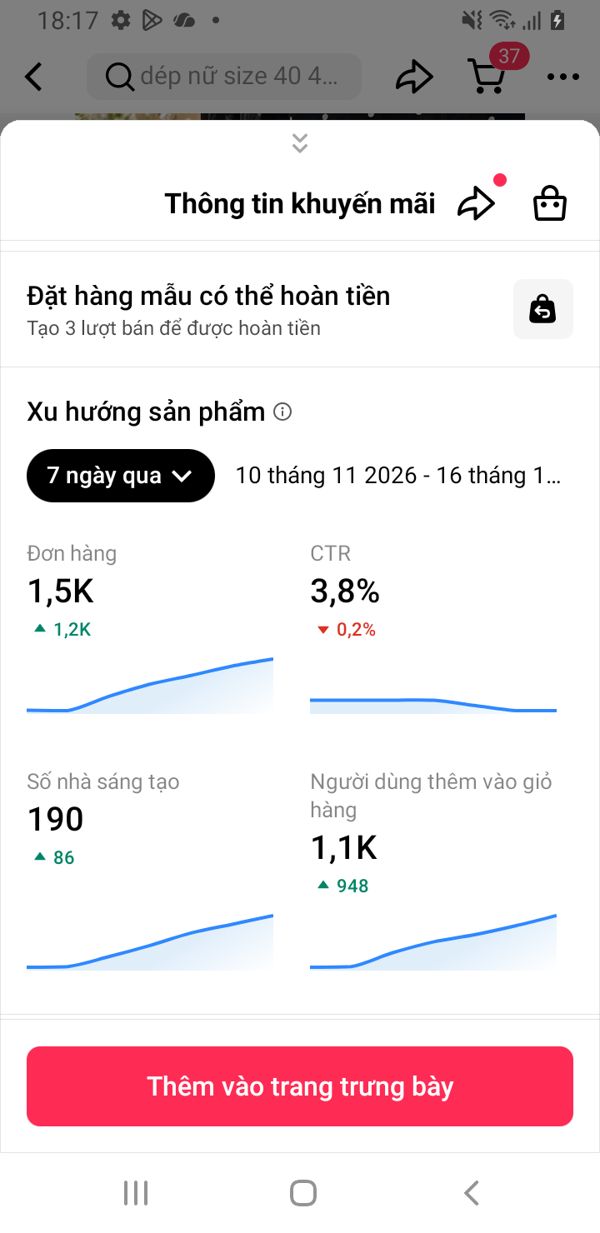 18:17
37
dép nữ size 40 4...
Thông tin khuyến mãi
Đặt hàng mẫu có thể hoàn tiền
Tạo 3 lượt bán để được hoàn tiền
Xu hướng sản phẩm
7 ngày qua
10 tháng 11 2026 - 16 tháng 1...
Đơn hàng
1,5K
1,2K
CTR
3,8%
0,2%
Số nhà sáng tạo
190
86
Người dùng thêm vào giỏ
hàng
1,1K
948
Thêm vào trang trưng bày